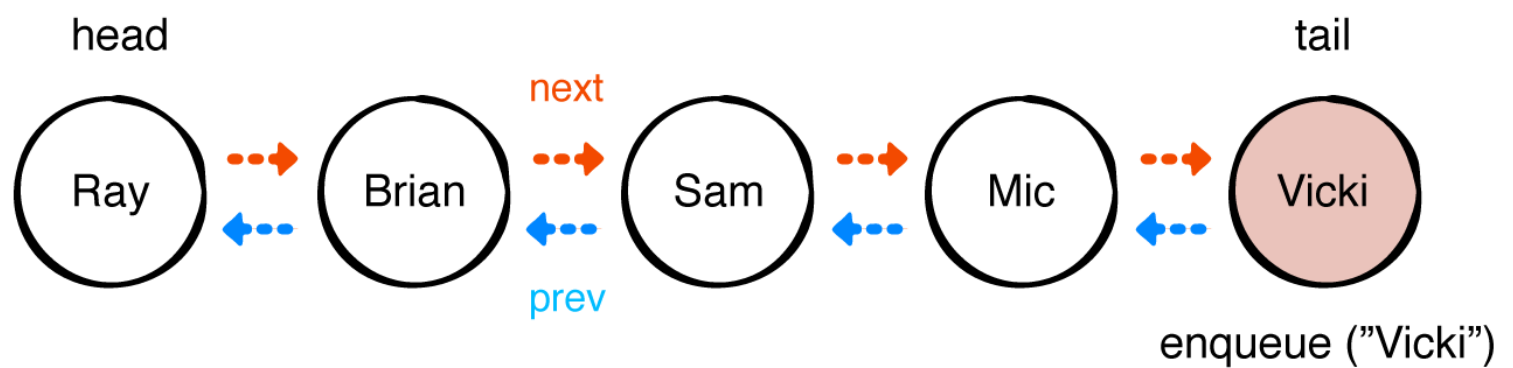 head
tail
next
Ray
Brian
Sam
Mic
Vicki
prev
enqueue (”Vicki”)